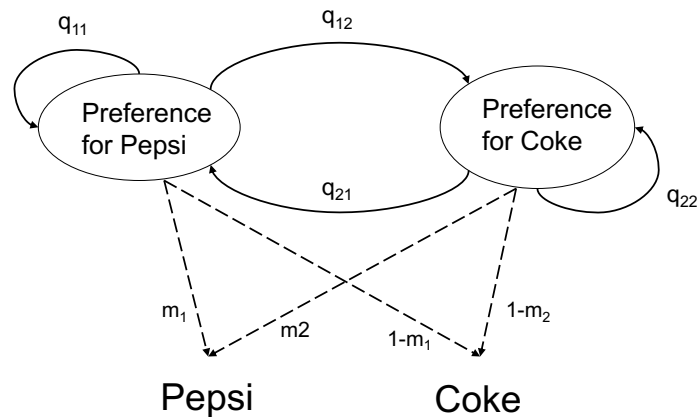 q11
q12
Preference
for Pepsi
Preference
for Coke
q21
q22
m1
m2
1-m1
1-m2
Pepsi
Coke